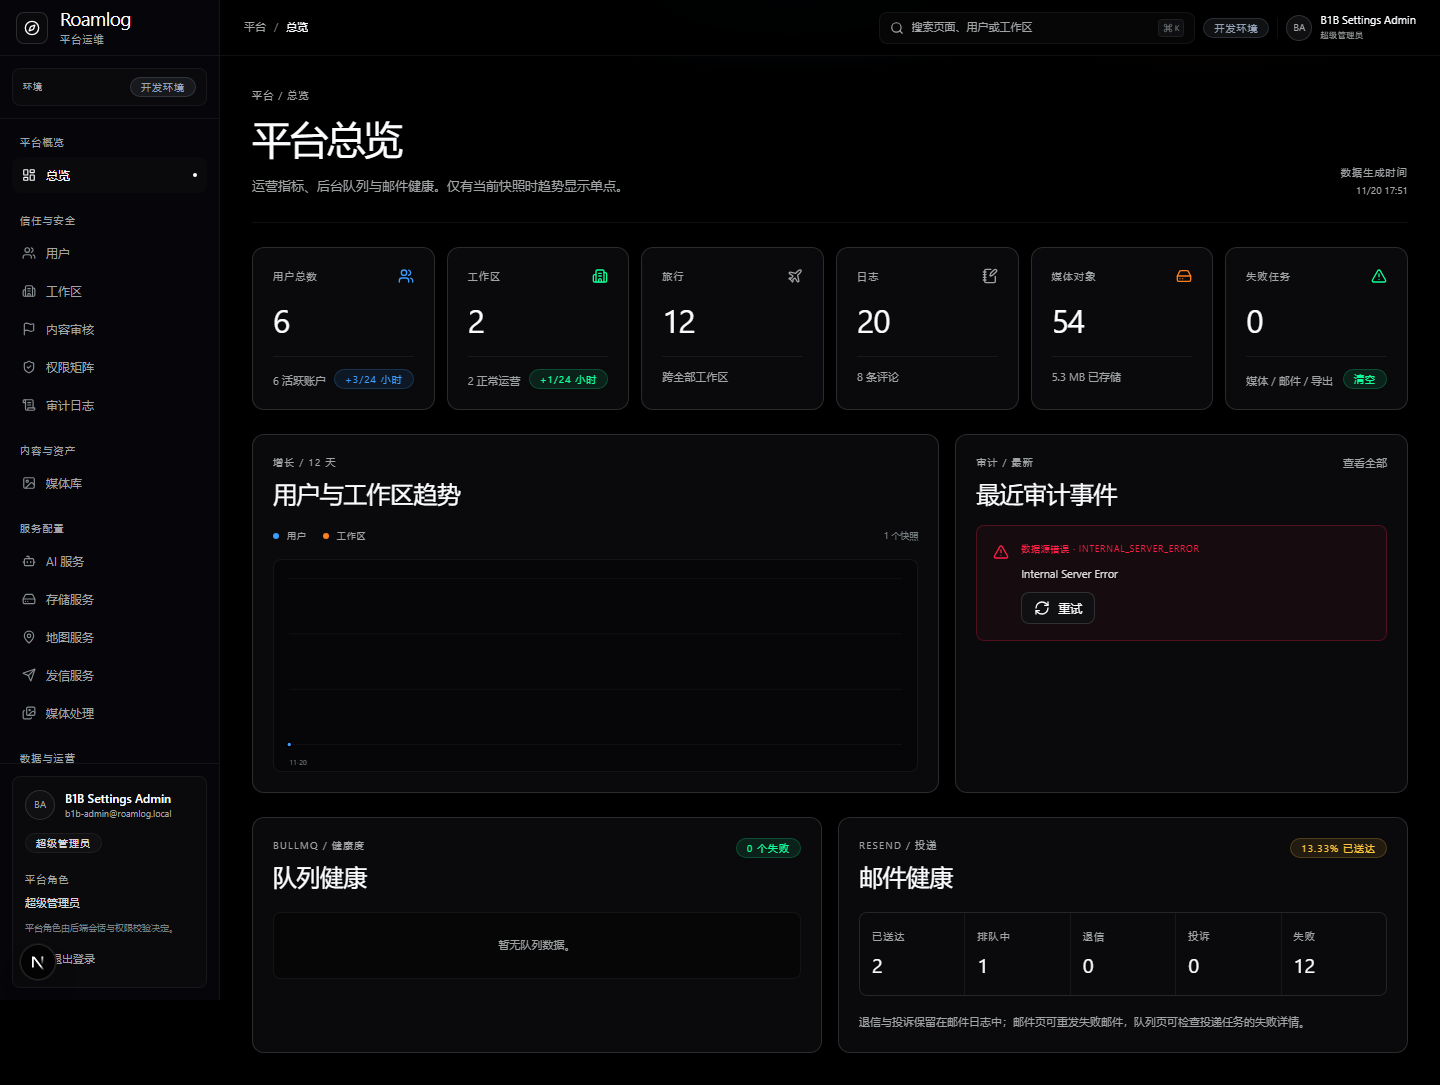 Roamlog
平台运维
平台 / 总览
搜索页面、用户或工作区
⌘ K
开发环境
BA
B1B Settings Admin
超级管理员
环境
开发环境
平台概览
总览
信任与安全
用户
工作区
内容审核
权限矩阵
审计日志
内容与资产
媒体库
服务配置
AI 服务
存储服务
地图服务
发信服务
媒体处理
数据与运营
BA
B1B Settings Admin
b1b-admin@roamlog.local
超级管理员
平台角色
超级管理员
平台角色由后端会话与权限校验决定。
N
退出登录
平台 / 总览
平台总览
运营指标、后台队列与邮件健康。仅有当前快照时趋势显示单点。
数据生成时间
11/20 17:51
用户总数
6
6 活跃账户
+3/24 小时
工作区
2
2 正常运营
+1/24 小时
旅行
12
跨全部工作区
日志
20
8 条评论
媒体对象
54
5.3 MB 已存储
失败任务
0
媒体 / 邮件 / 导出
清空
增长 / 12 天
用户与工作区趋势
用户
工作区
1 个快照
11-20
审计 / 最新
最近审计事件
查看全部
数据源错误 · INTERNAL_SERVER_ERROR
Internal Server Error
重试
BULLMQ / 健康度
队列健康
0 个失败
暂无队列数据。
RESEND / 投递
邮件健康
13.33% 已送达
已送达
2
排队中
1
退信
0
投诉
0
失败
12
退信与投诉保留在邮件日志中；邮件页可重发失败邮件，队列页可检查投递任务的失败详情。